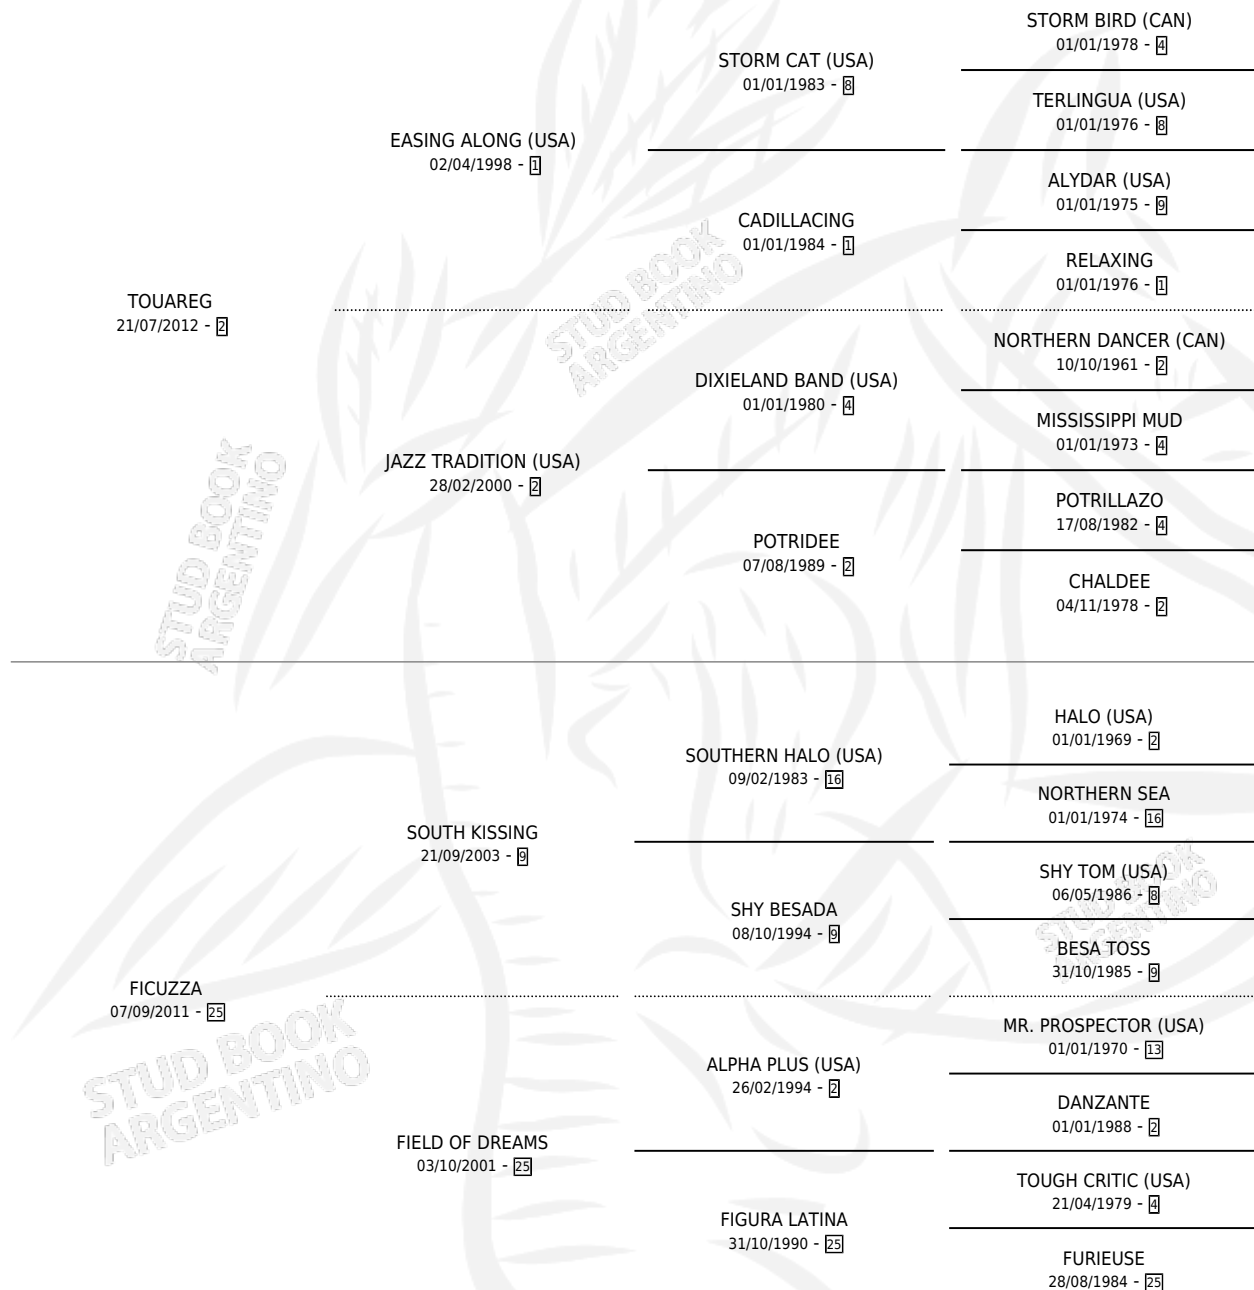 STORM BIRD (CAN)
01/01/1978 - 4
STORM CAT (USA)
01/01/1983 - 8
TERLINGUA (USA)
01/01/1976 - 8
EASING ALONG (USA)
02/04/1998 - 1
ALYDAR (USA)
01/01/1975 - 9
CADILLACING
01/01/1984 - 1
RELAXING
01/01/1976 - 1
TOUAREG
21/07/2012 - 2
NORTHERN DANCER (CAN)
10/10/1961 - 2
DIXIELAND BAND (USA)
01/01/1980 - 4
MISSISSIPPI MUD
01/01/1973 - 4
JAZZ TRADITION (USA)
28/02/2000 - 2
POTRILLAZO
17/08/1982 - 4
POTRIDEE
07/08/1989 - 2
CHALDEE
04/11/1978 - 2
HALO (USA)
01/01/1969 - 2
SOUTHERN HALO (USA)
09/02/1983 - 16
NORTHERN SEA
01/01/1974 - 16
SOUTH KISSING
21/09/2003 - 9
SHY TOM (USA)
06/05/1986 - 8
SHY BESADA
08/10/1994 - 9
BESA TOSS
31/10/1985 - 9
FICUZZA
07/09/2011 - 25
MR. PROSPECTOR (USA)
01/01/1970 - 13
ALPHA PLUS (USA)
26/02/1994 - 2
DANZANTE
01/01/1988 - 2
FIELD OF DREAMS
03/10/2001 - 25
TOUGH CRITIC (USA)
21/04/1979 - 4
FIGURA LATINA
31/10/1990 - 25
FURIEUSE
28/08/1984 - 25
STUD BOOK
ARGENTINO
STUD BOOK
ARGENTINO
STUD BOOK
ARGENTINO
STUD BOOK
ARGENTINO